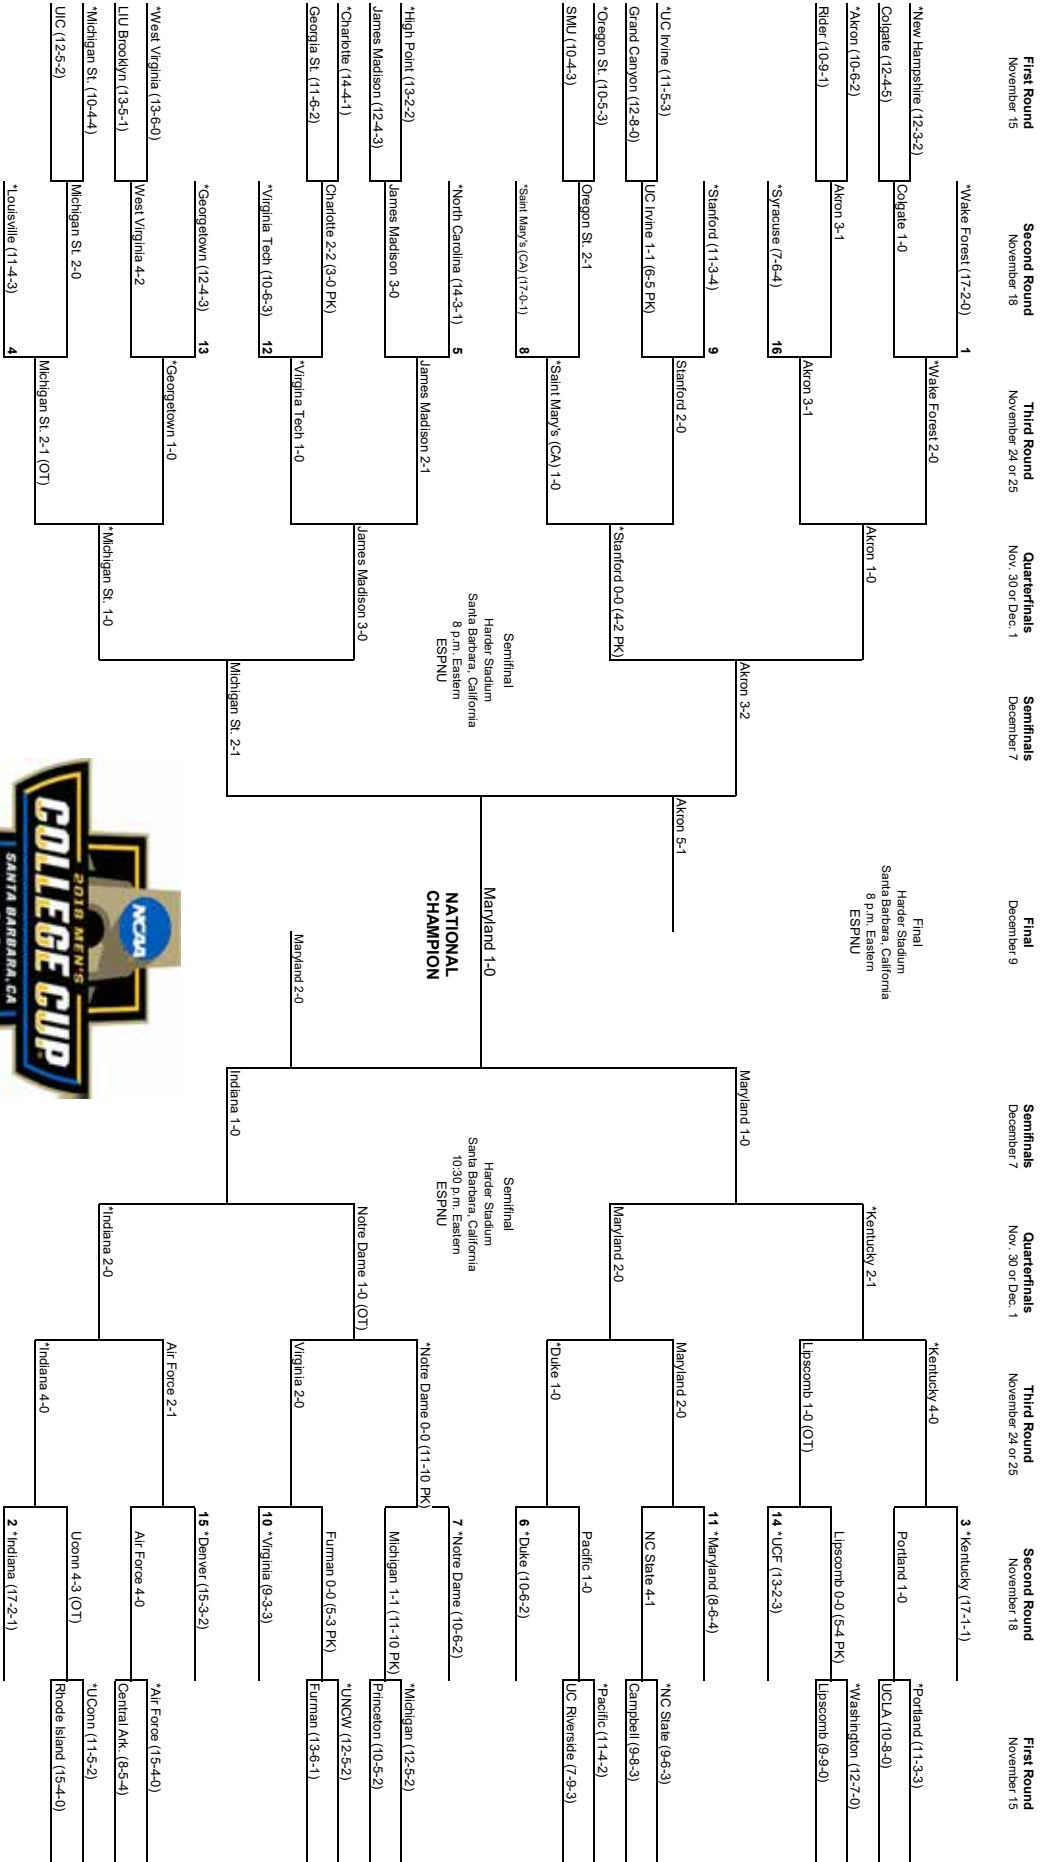 First Round
November 15
Second Round
November 18
Third Round
November 24 or 25
Quarterfinals
Nov. 30 or Dec. 1
Semifinals
December 7
Final
December 9
Semifinals
December 7
Quarterfinals
Nov. 30 or Dec. 1
Third Round
November 24 or 25
Second Round
November 18
First Round
November 15
*New Hampshire (12-3-2)
Colgate (12-4-5)
*Akron (10-6-2)
Rider (10-9-1)
*UC Irvine (11-5-3)
Grand Canyon (12-8-0)
*Oregon St. (10-5-3)
SMU (10-4-3)
*High Point (13-2-2)
James Madison (12-4-3)
*Charlotte (14-4-1)
Georgia St. (11-6-2)
*West Virginia (13-6-0)
LIU Brooklyn (13-5-1)
*Michigan St. (10-4-4)
UIC (12-5-2)
*Wake Forest (17-2-0) 1
Colgate 1-0
Akron 3-1
*Syracuse (7-6-4) 16
*Stanford (11-3-4) 9
UC Irvine 1-1 (6-5 PK)
Oregon St. 2-1
*Saint Mary's (CA) (17-0-1) 8
*North Carolina (14-3-1) 5
James Madison 3-0
Charlotte 2-2 (3-0 PK)
*Virginia Tech (10-6-3) 12
*Georgetown (12-4-3) 13
West Virginia 4-2
Michigan St. 2-0
*Louisville (11-4-3) 4
*Wake Forest 2-0
Akron 3-1
Stanford 2-0
*Saint Mary's (CA) 1-0
James Madison 2-1
*Virgina Tech 1-0
*Georgetown 1-0
Michigan St. 2-1 (OT)
Akron 1-0
*Stanford 0-0 (4-2 PK)
James Madison 3-0
*Michigan St. 1-0
Semifinal
Harder Stadium
Santa Barbara, California
8 p.m. Eastern
ESPNU
Akron 3-2
Michigan St. 2-1
Akron 5-1
Final
Harder Stadium
Santa Barbara, California
8 p.m. Eastern
ESPNU
Maryland 1-0
NATIONAL
CHAMPION
Maryland 2-0
NCAA
2018 MEN'S
COLLEGE CUP
SANTA BARBARA, CA
Maryland 1-0
Indiana 1-0
Semifinal
Harder Stadium
Santa Barbara, California
10:30 p.m. Eastern
ESPNU
*Kentucky 2-1
Maryland 2-0
Notre Dame 1-0 (OT)
*Indiana 2-0
*Kentucky 4-0
Lipscomb 1-0 (OT)
Maryland 2-0
*Duke 1-0
*Notre Dame 0-0 (11-10 PK)
Virginia 2-0
Air Force 2-1
*Indiana 4-0
3 *Kentucky (17-1-1)
Portland 1-0
Lipscomb 0-0 (5-4 PK)
14 *UCF (13-2-3)
11 *Maryland (8-6-4)
NC State 4-1
Pacific 1-0
6 *Duke (10-6-2)
7 *Notre Dame (10-6-2)
Michigan 1-1 (11-10 PK)
Furman 0-0 (5-3 PK)
10 *Virginia (9-3-3)
15 *Denver (15-3-2)
Air Force 4-0
Uconn 4-3 (OT)
2 *Indiana (17-2-1)
*Portland (11-3-3)
UCLA (10-8-0)
*Washington (12-7-0)
Lipscomb (9-9-0)
*NC State (9-6-3)
Campbell (9-8-3)
*Pacific (11-4-2)
UC Riverside (7-9-3)
*Michigan (12-5-2)
Princeton (10-5-2)
*UNCW (12-5-2)
Furman (13-6-1)
*Air Force (15-4-0)
Central Ark. (8-5-4)
*UConn (11-5-2)
Rhode Island (15-4-0)